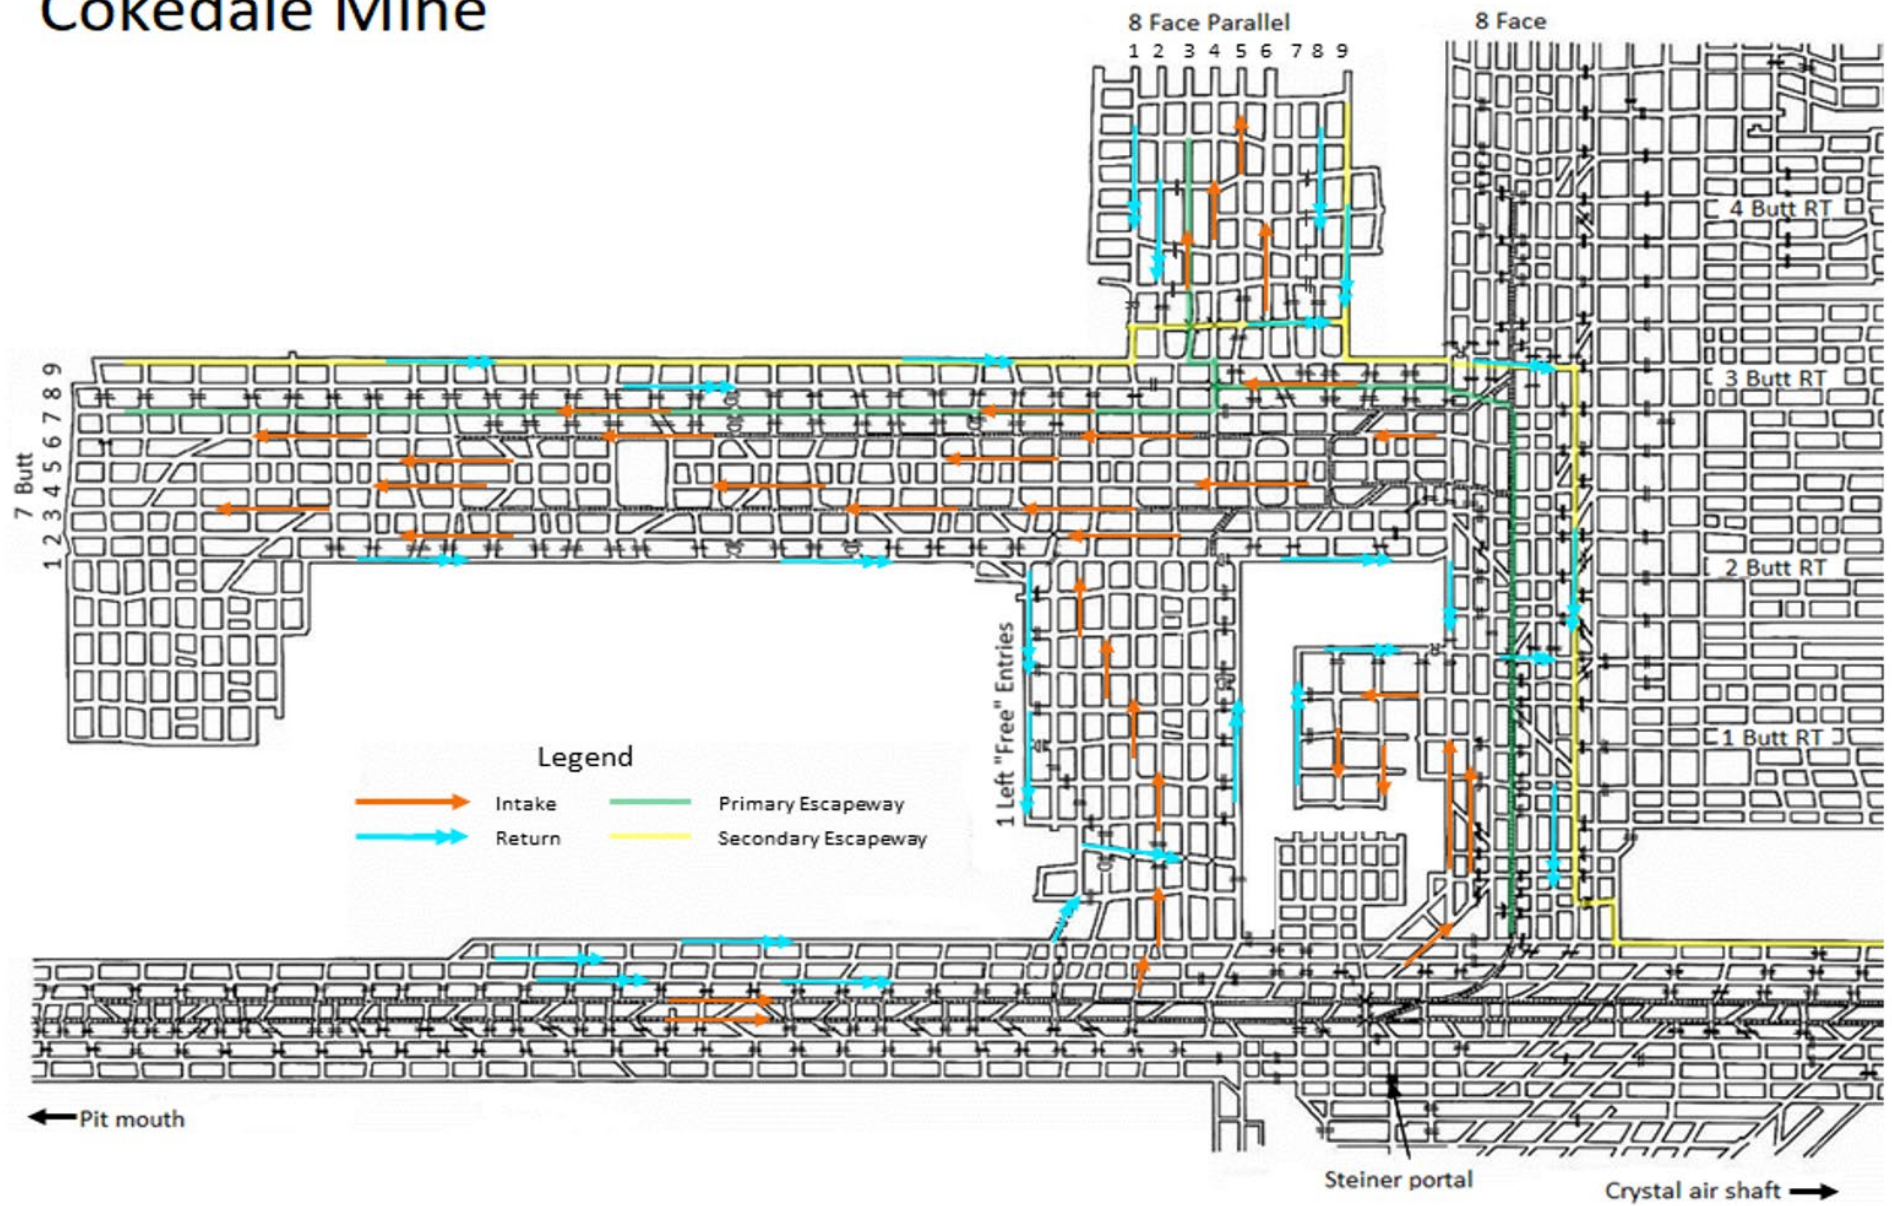 Cokedale Mine
8 Face Parallel
8 Face
1 2 3 4 5 6 7 8 9
4 Butt RT
3 Butt RT
2 Butt RT
1 Butt RT
7 Butt
9
8
7
6
5
4
3
2
1
1 Left "Free" Entries
Legend
Intake
Primary Escapeway
Return
Secondary Escapeway
Pit mouth
Steiner portal
Crystal air shaft